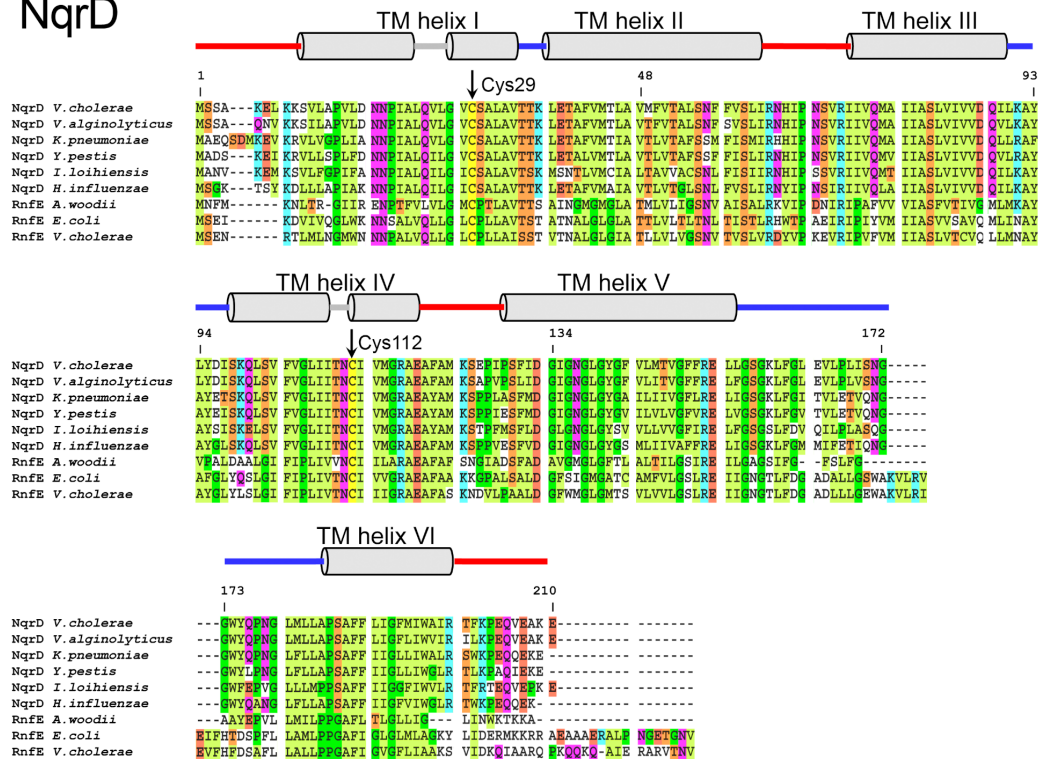 NqrD
TM helix I TM helix II TM helix III
1 Cys29 48 93
NqrD V.cholerae MSSA---KEL KKSVLAPVLD NNPIALQVLG VCSALAVTTK LETAFVMTLA VMFVTALSNF FVSLIRNHIP NSVRIIVQMA IIASLVIVVD QILKAY
NqrD V.alginolyticus MSSA---QNV KKSILAPVLD NNPIALQVLG VCSALAVTTK LETAFVMTLA VTFVTALSNF SVSLIRNHIP NSVRIIVQMA IIASLVIVVD QVLKAY
NqrD K.pneumoniae MAEQSDMKEV KRVLVGPLIA NNPIALQILG VCSALAVTTK LETALVMTLA VTLVTAFSSM FISMIRHHIP NSVRIIVQMA IIASLVIVVD QLLRAF
NqrD Y.pestis MADS---KEI KRVLLSPLFD NNPIALQILG VCSALAVTTK LETALVMTLA VTLVTAFSSF FISLIRHHIP NSVRIIVQMV IIASLVIVVD QVLRAY
NqrD I.loihiensis MANV---KEM KSVLFGPIFA NNPIALQVLG ICSALAVTTK MSNTLVMCIA LTAVVACSNL FISLIRNHIP SSVRIIVQMT IIASLVIVVD QVLKAY
NqrD H.influenzae MSGK---TSY KDLLLAPIAK NNPIALQILG ICSALAVTTK LETAFVMAIA VTLVTGLSNF FVSLIRNYIP NSIRIIVQLA IIASLVIVVD QVLKAY
RnfE A.woodii MNFM------ KNLTR-GIIR ENPTFVLVLG MCPTLAVTTS AINGMGMGLA TMLVLIGSNV AISALRKVIP DNIRIPAFVV IIASFVTIVG MLMKAY
RnfE E.coli MSEI------ KDVIVQGLWK NNSALVQLLG LCPLLAVTST ATNALGLGLA TTLVLTLTNL TISTLRHWTP AEIRIPIYVM IIASVVSAVQ MLINAY
RnfE V.cholerae MSEN------ RTLMLNGMWN NNPALVQLLG LCPLLAISST VTNALGLGIA TLLVLVGSNV TVSLVRDYVP KEVRIPVFVM IIASLVTCVQ LLMNAY
TM helix IV TM helix V
94 Cys112 134 172
NqrD V.cholerae LYDISKQLSV FVGLIITNCI VMGRAEAFAM KSEPIPSFID GIGNGLGYGF VLMTVGFFRE LLGSGKLFGL EVLPLISNG-----
NqrD V.alginolyticus LYDISKQLSV FVGLIITNCI VMGRAEAFAM KSAPVPSLID GIGNGLGYGF VLITVGFFRE LFGSGKLFGL EVLPLVSNG-----
NqrD K.pneumoniae AYETSKQLSV FVGLIITNCI VMGRAEAYAM KSPPLASFMD GIGNGLGYGA ILILVGFFRE LIGSGKLFGI TVLETVQNG-----
NqrD Y.pestis AYEISKQLSV FVGLIITNCI VMGRAEAYAM KSPPIESFMD GIGNGLGYGV ILVLVGFVRE LVGSGKLFGV TVLETVQNG-----
NqrD I.loihiensis AYSISKELSV FVGLIITNCI VMGRAEAFAM KSTPFMSFLD GIGNGLGYSV VLLVVGFIRE LFGSGSLFDV QILPLASQG-----
NqrD H.influenzae AYGLSKQLSV FVGLIITNCI VMGRAEAFAM KSPPVESFVD GIGNGLGYGS MLIIVAFFRE LIGSGKLFGM MIFETIQNG-----
RnfE A.woodii VPALDAALGI FIPLIVVNCI ILARAEAFAF SNGIADSFAD AVGMGLGFTL ALTILGSIRE ILGAGSIFG- -FSLFG--------
RnfE E.coli AFGLYQSLGI FIPLIVTNCI VVGRAEAFAA KKGPALSALD GFSIGMGATC AMFVLGSLRE IIGNGTLFDG ADALLGSWAKVLRV
RnfE V.cholerae AYGLYLSLGI FIPLIVTNCI IIGRAEAFAS KNDVLPAALD GFWMGLGMTS VLVVLGSLRE IIGNGTLFDG ADLLLGEWAKVLRI
TM helix VI
173 210
NqrD V.cholerae ---GWYQPNG LMLLAPSAFF LIGFMIWAIR TFKPEQVEAK E--------- -------
NqrD V.alginolyticus ---GWYQPNG LMLLAPSAFF LIGFLIWVIR ILKPEQVEAK E--------- -------
NqrD K.pneumoniae ---GWYQPNG LFLLAPSAFF IIGLLIWALR SWKPEQQEKE ---------- -------
NqrD Y.pestis ---GWYLPNG LFLLAPSAFF IIGLLIWGLR TLKPAQIEKE ---------- -------
NqrD I.loihiensis ---GWFEPVG LLLMPPSAFF IIGGFIWVLR TFRTEQVEPK E--------- -------
NqrD H.influenzae ---GWYQANG LFLLAPSAFF IIGFVIWGLR TWKPEQQEK- ---------- -------
RnfE A.woodii ---AAYEPVL LMILPPGAFL TLGLLIG--- LINWKTKKA- ---------- -------
RnfE E.coli EIFHTDSPFL LAMLPPGAFI GLGLMLAGKY LIDERMKKRR AEAAAERALP NGETGNV
RnfE V.cholerae EVFHFDSAFL LALLPPGAFI GVGFLIAAKS VIDKQIAARQ PKQQKQ-AIE RARVTNV